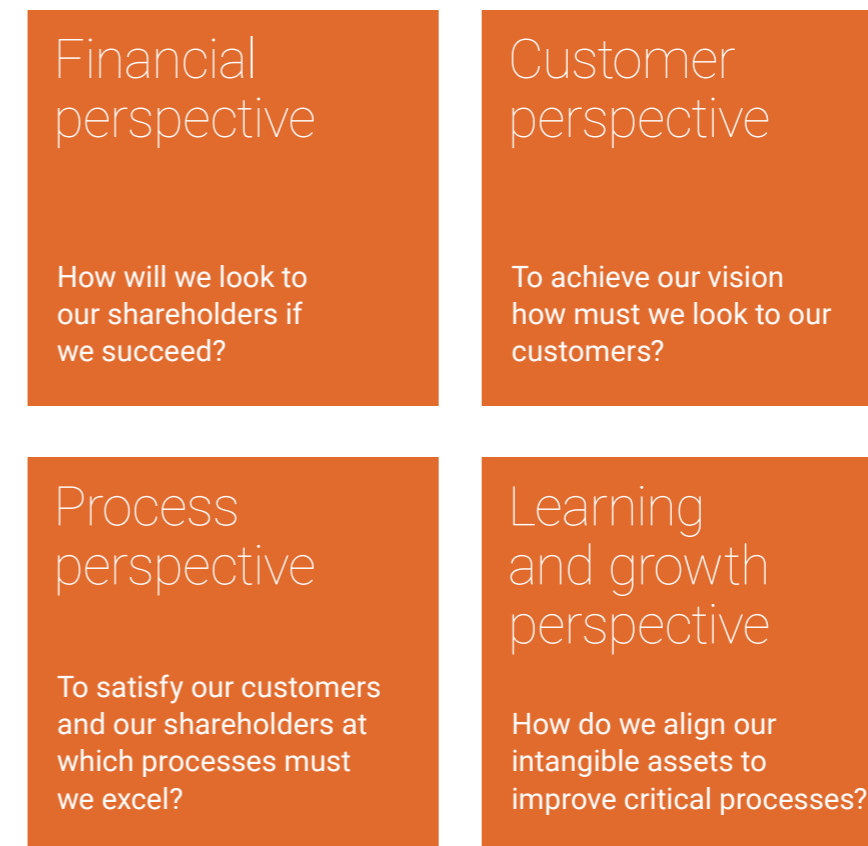 Financial
perspective
How will we look to
our shareholders if
we succeed?
Customer
perspective
To achieve our vision
how must we look to our
customers?
Process
perspective
To satisfy our customers
and our shareholders at
which processes must
we excel?
Learning
and growth
perspective
How do we align our
intangible assets to
improve critical processes?